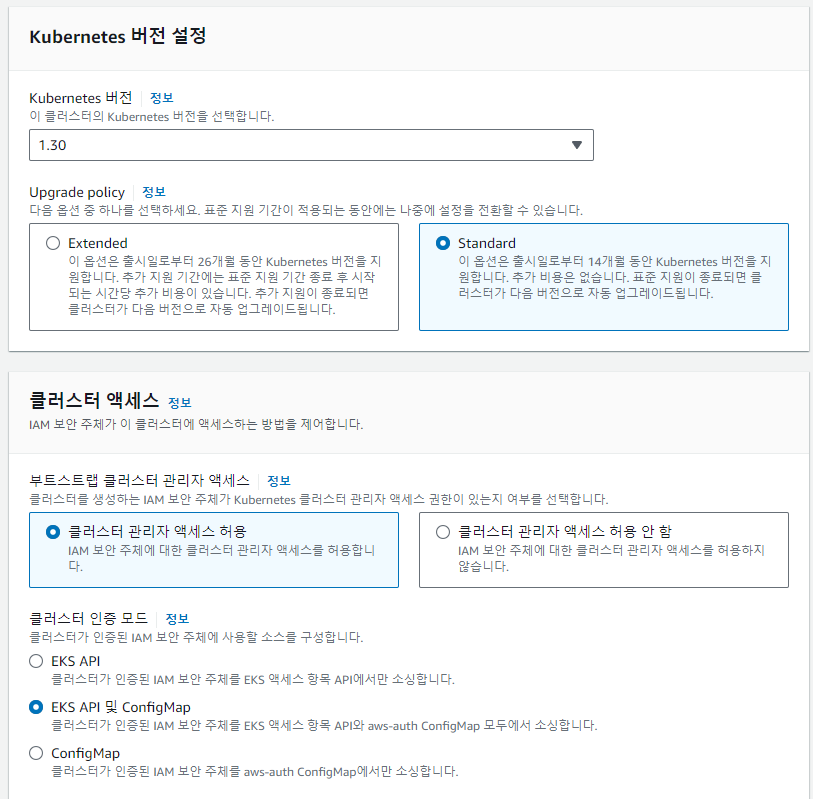 Kubernetes 버전 설정
Kubernetes 버전 정보
이 클러스터의 Kubernetes 버전을 선택합니다.
1.30
Upgrade policy 정보
다음 옵션 중 하나를 선택하세요. 표준 지원 기간이 적용되는 동안에는 나중에 설정을 전환할 수 있습니다.
Extended
이 옵션은 출시일로부터 26개월 동안 Kubernetes 버전을 지
원합니다. 추가 지원 기간에는 표준 지원 기간 종료 후 시작
되는 시간당 추가 비용이 있습니다. 추가 지원이 종료되면
클러스터가 다음 버전으로 자동 업그레이드됩니다.
Standard
이 옵션은 출시일로부터 14개월 동안 Kubernetes 버전을 지
원합니다. 추가 비용은 없습니다. 표준 지원이 종료되면 클
러스터가 다음 버전으로 자동 업그레이드됩니다.
클러스터 액세스 정보
IAM 보안 주체가 이 클러스터에 액세스하는 방법을 제어합니다.
부트스트랩 클러스터 관리자 액세스 정보
클러스터를 생성하는 IAM 보안 주체가 Kubernetes 클러스터 관리자 액세스 권한이 있는지 여부를 선택합니다.
클러스터 관리자 액세스 허용
IAM 보안 주체에 대한 클러스터 관리자 액세스를 허용합니
다.
클러스터 관리자 액세스 허용 안 함
IAM 보안 주체에 대한 클러스터 관리자 액세스를 허용하지
않습니다.
클러스터 인증 모드 정보
클러스터가 인증된 IAM 보안 주체에 사용할 소스를 구성합니다.
EKS API
클러스터가 인증된 IAM 보안 주체를 EKS 액세스 항목 API에서만 소싱합니다.
EKS API 및 ConfigMap
클러스터가 인증된 IAM 보안 주체를 EKS 액세스 항목 API와 aws-auth ConfigMap 모두에서 소싱합니다.
ConfigMap
클러스터가 인증된 IAM 보안 주체를 aws-auth ConfigMap에서만 소싱합니다.